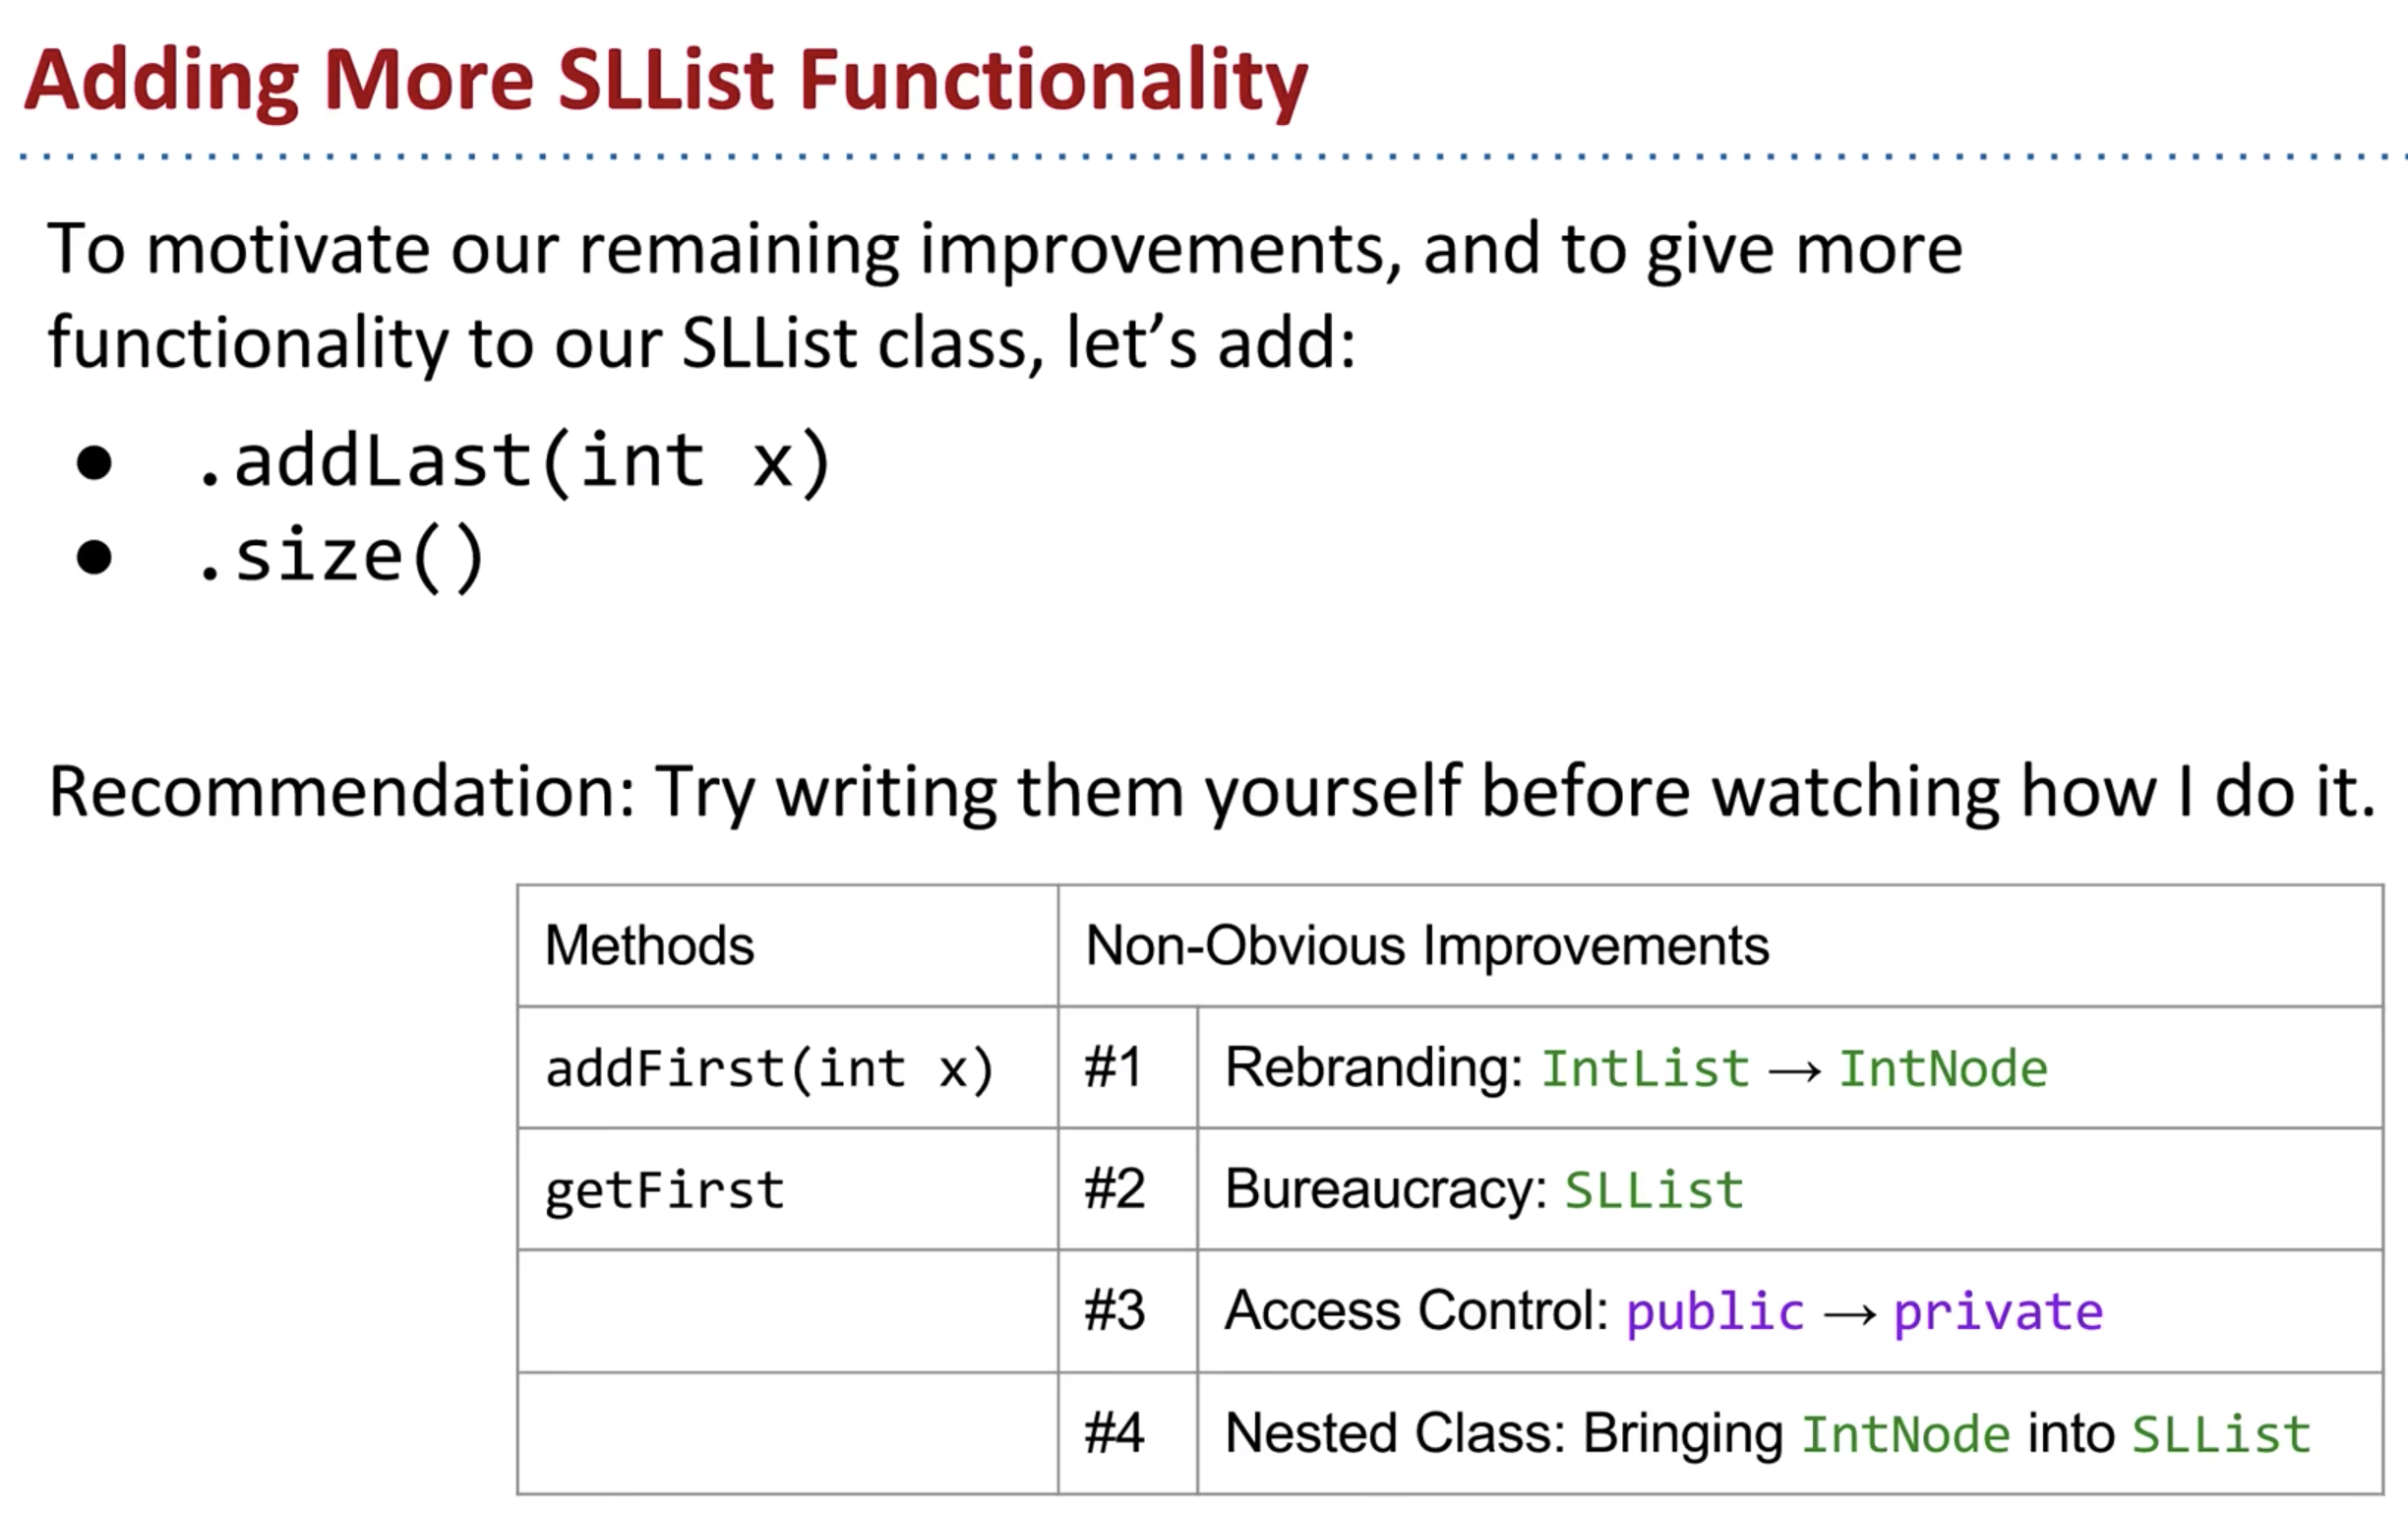 Adding More SLList Functionality
To motivate our remaining improvements, and to give more
functionality to our SLList class, let’s add:
● .addLast(int x)
● .size()
Recommendation: Try writing them yourself before watching how I do it.
Methods Non-Obvious Improvements
addFirst(int x) #1 Rebranding: IntList → IntNode
getFirst #2 Bureaucracy: SLList
#3 Access Control: public → private
#4 Nested Class: Bringing IntNode into SLList